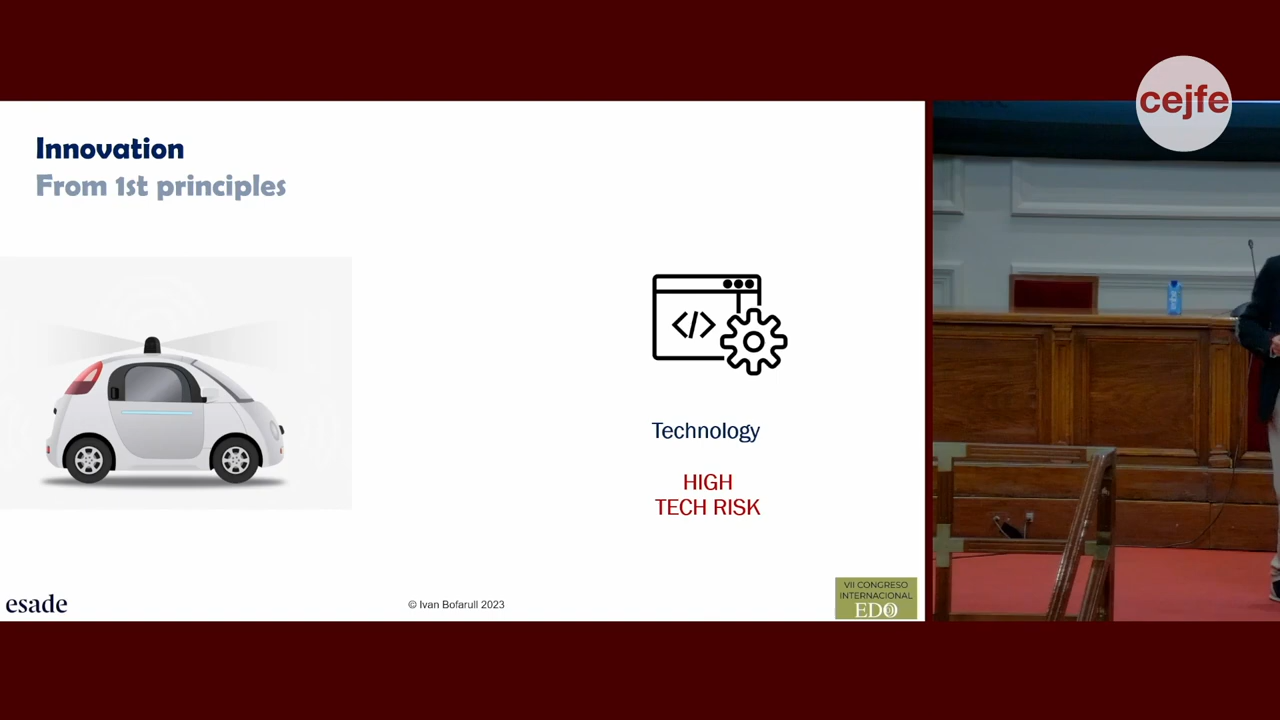 cejfe
Innovation
From 1st principles
</>
Technology
HIGH
TECH RISK
esade
© Ivan Bofarull 2023
VII CONGRESO
INTERNACIONAL
EDO